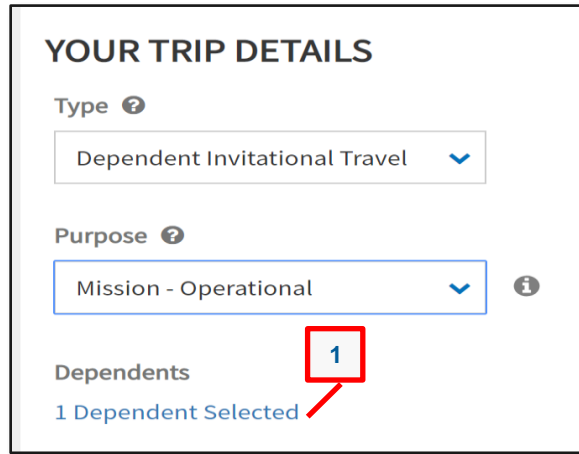 YOUR TRIP DETAILS
Type ?
Dependent Invitational Travel
Purpose ?
Mission - Operational i
1
Dependents
1 Dependent Selected